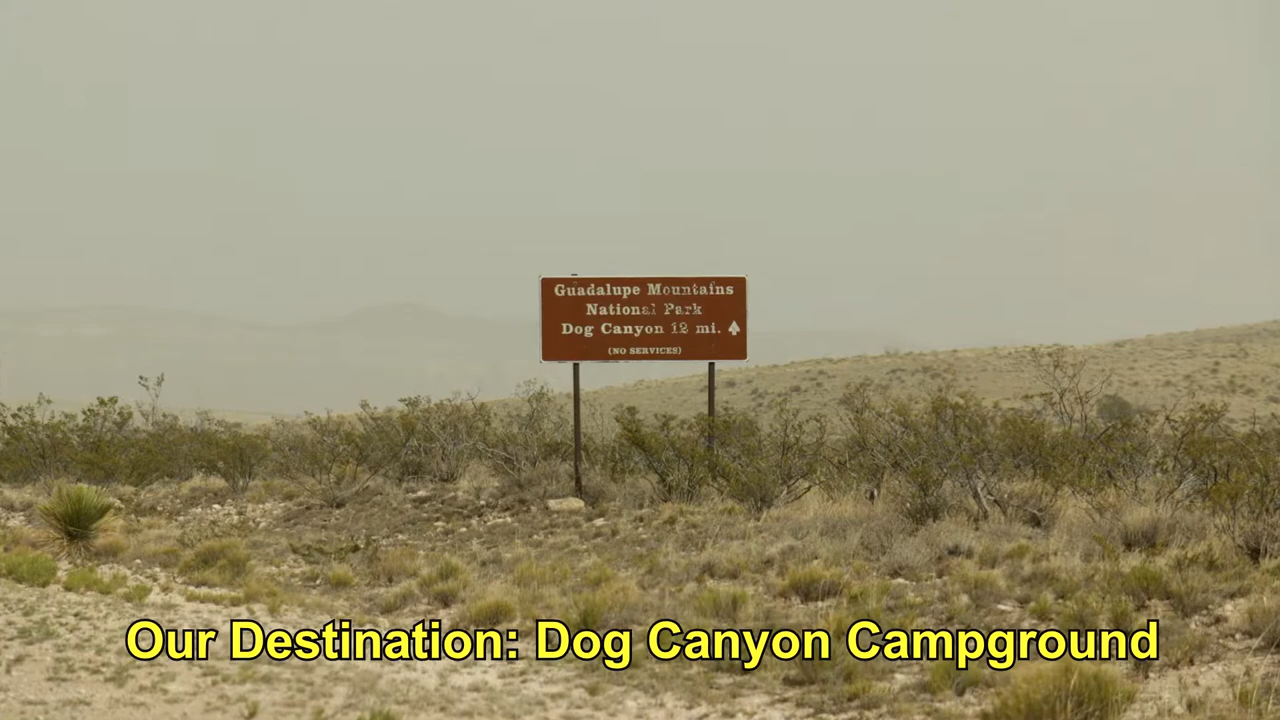 Guadalupe Mountains
National Park
Dog Canyon 12 mi.
(NO SERVICES)
Our Destination: Dog Canyon Campground